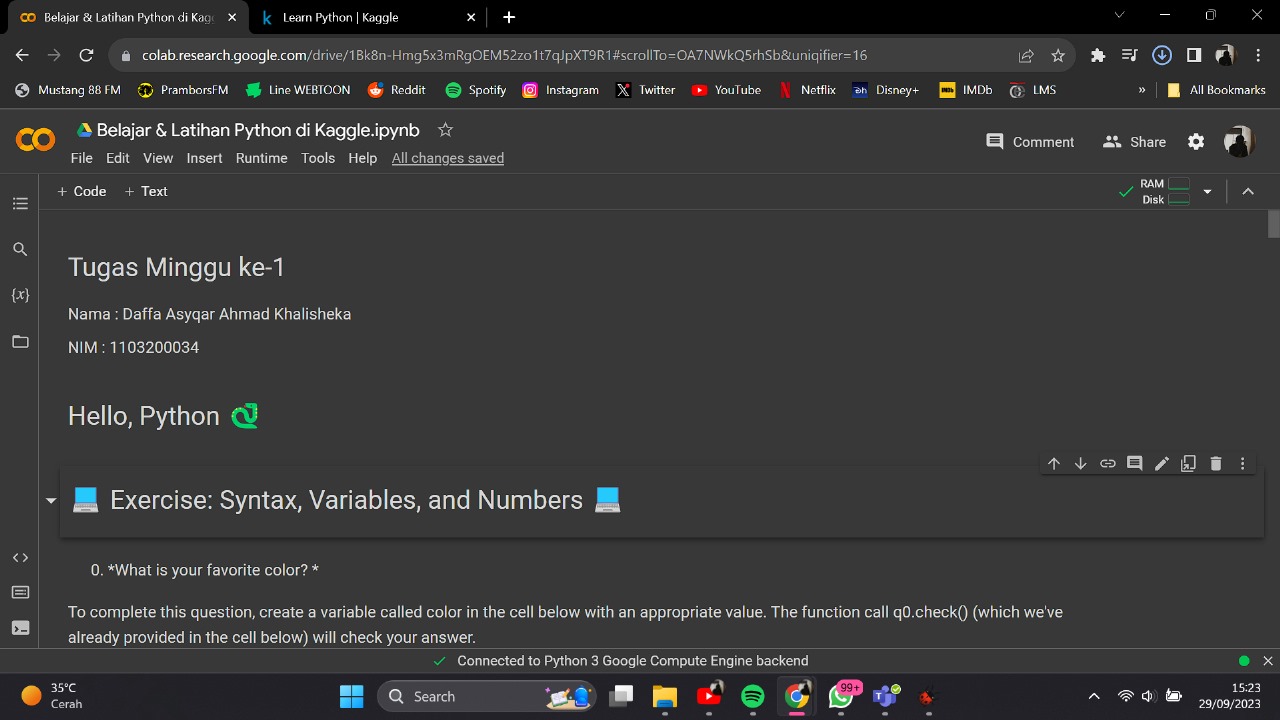 Belajar & Latihan Python di Kagg
Learn Python | Kaggle
colab.research.google.com/drive/1Bk8n-Hmg5x3mRgOEM52zo1t7qJpXT9R1#scrollTo=OA7NWkQ5rhSb&uniqifier=16
Mustang 88 FM PramborsFM Line WEBTOON Reddit Spotify Instagram Twitter YouTube Netflix Disney+ IMDb LMS » All Bookmarks
Belajar & Latihan Python di Kaggle.ipynb
File Edit View Insert Runtime Tools Help All changes saved
Comment Share
+ Code + Text
RAM
Disk
{x}
Tugas Minggu ke-1
Nama : Daffa Asyqar Ahmad Khalisheka
NIM : 1103200034
Hello, Python
Exercise: Syntax, Variables, and Numbers
0. *What is your favorite color? *
To complete this question, create a variable called color in the cell below with an appropriate value. The function call q0.check() (which we've
already provided in the cell below) will check your answer.
Connected to Python 3 Google Compute Engine backend
35°C
Cerah
Search
99+
15:23
29/09/2023